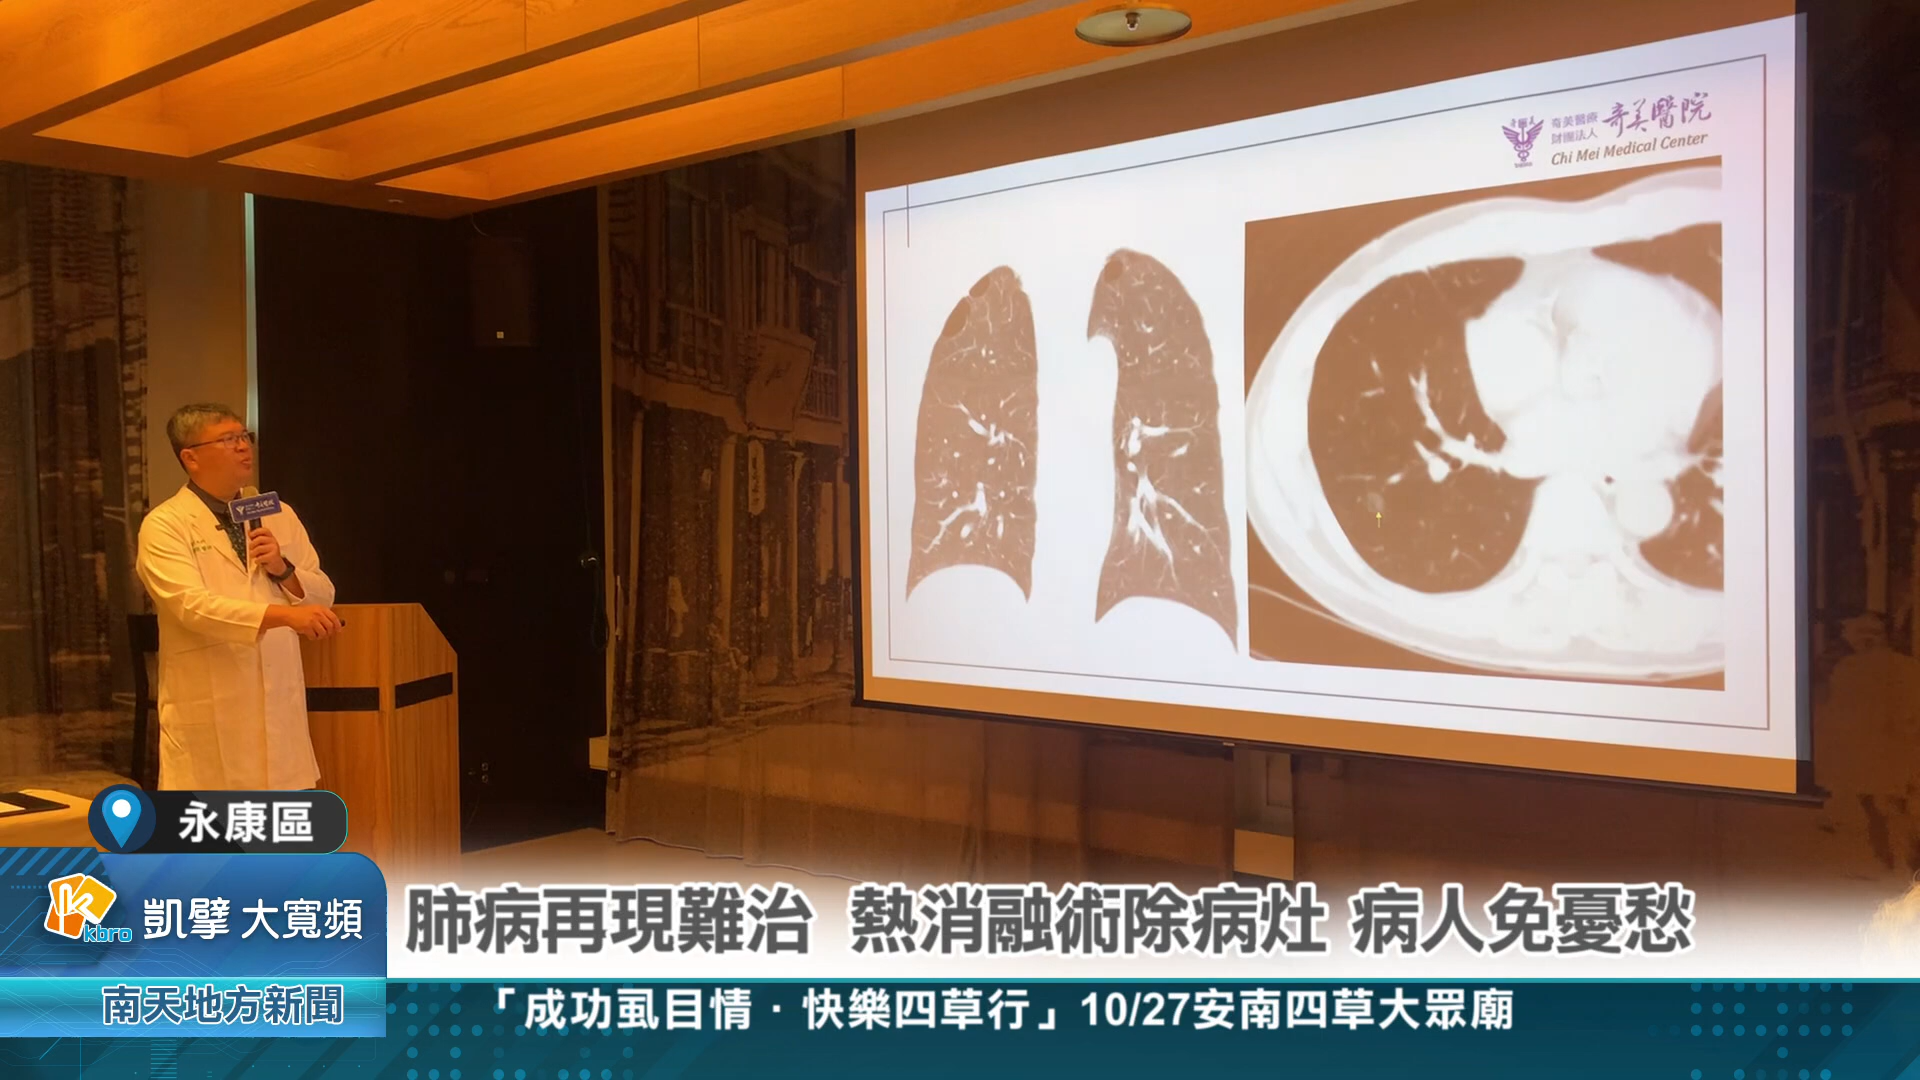 奇美醫療
財團法人
奇美醫院
Chi Mei Medical Center
永康區
kbro
凱擘大寬頻
肺病再現難治 熱消融術除病灶 病人免憂愁
南天地方新聞
「成功虱目情·快樂四草行」10/27安南四草大眾廟